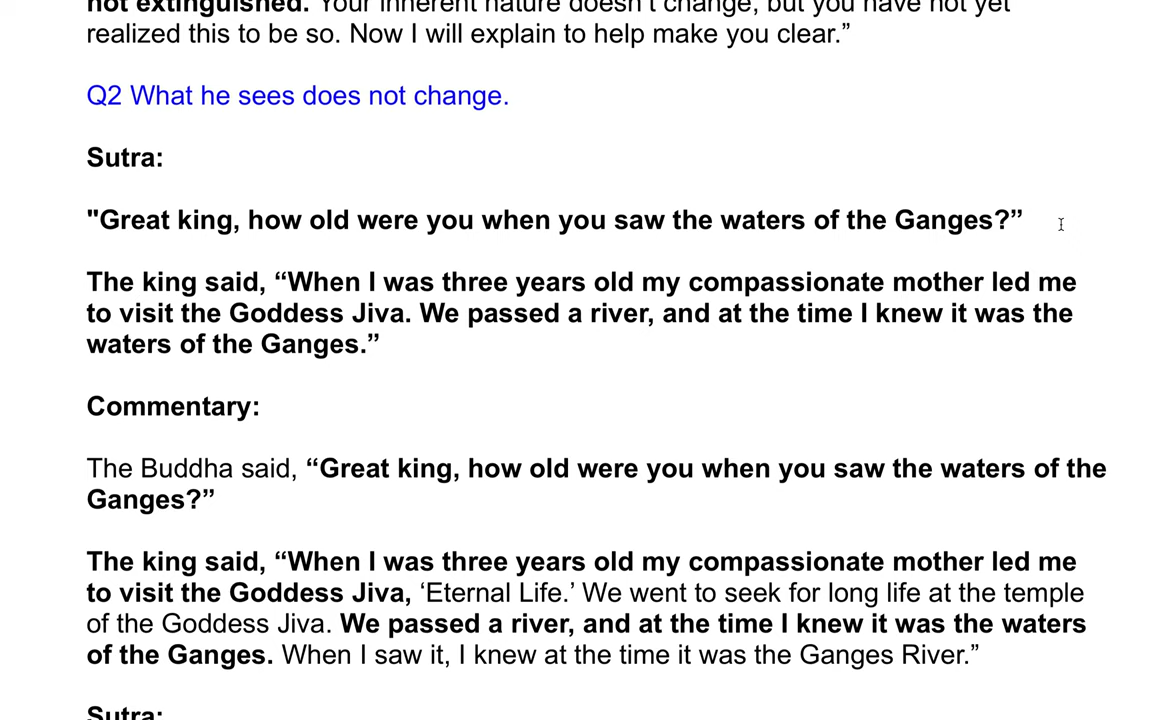 not extinguished. Your inherent nature doesn't change, but you have not yet
realized this to be so. Now I will explain to help make you clear.”
Q2 What he sees does not change.
Sutra:
"Great king, how old were you when you saw the waters of the Ganges?”
The king said, “When I was three years old my compassionate mother led me
to visit the Goddess Jiva. We passed a river, and at the time I knew it was the
waters of the Ganges.”
Commentary:
The Buddha said, “Great king, how old were you when you saw the waters of the
Ganges?”
The king said, “When I was three years old my compassionate mother led me
to visit the Goddess Jiva, ‘Eternal Life.’ We went to seek for long life at the temple
of the Goddess Jiva. We passed a river, and at the time I knew it was the waters
of the Ganges. When I saw it, I knew at the time it was the Ganges River.”
Sutra: